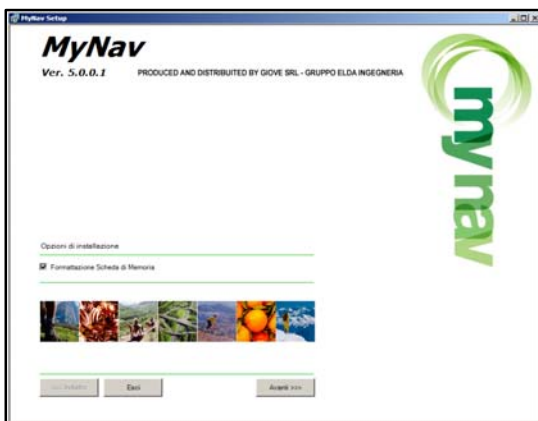 MyNav Setup
MyNav
Ver. 5.0.0.1
PRODUCED AND DISTRIBUITED BY GIOVE SRL - GRUPPO ELDA INGEGNERIA
mynav
Opzioni di installazione
Formattazione Scheda di Memoria
<<< Indietro
Esci
Avanti >>>